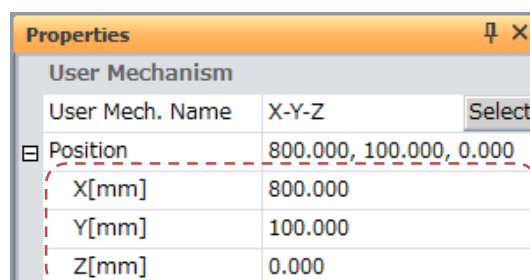 Properties
User Mechanism
User Mech. Name X-Y-Z Select
Position 800.000, 100.000, 0.000
X[mm] 800.000
Y[mm] 100.000
Z[mm] 0.000